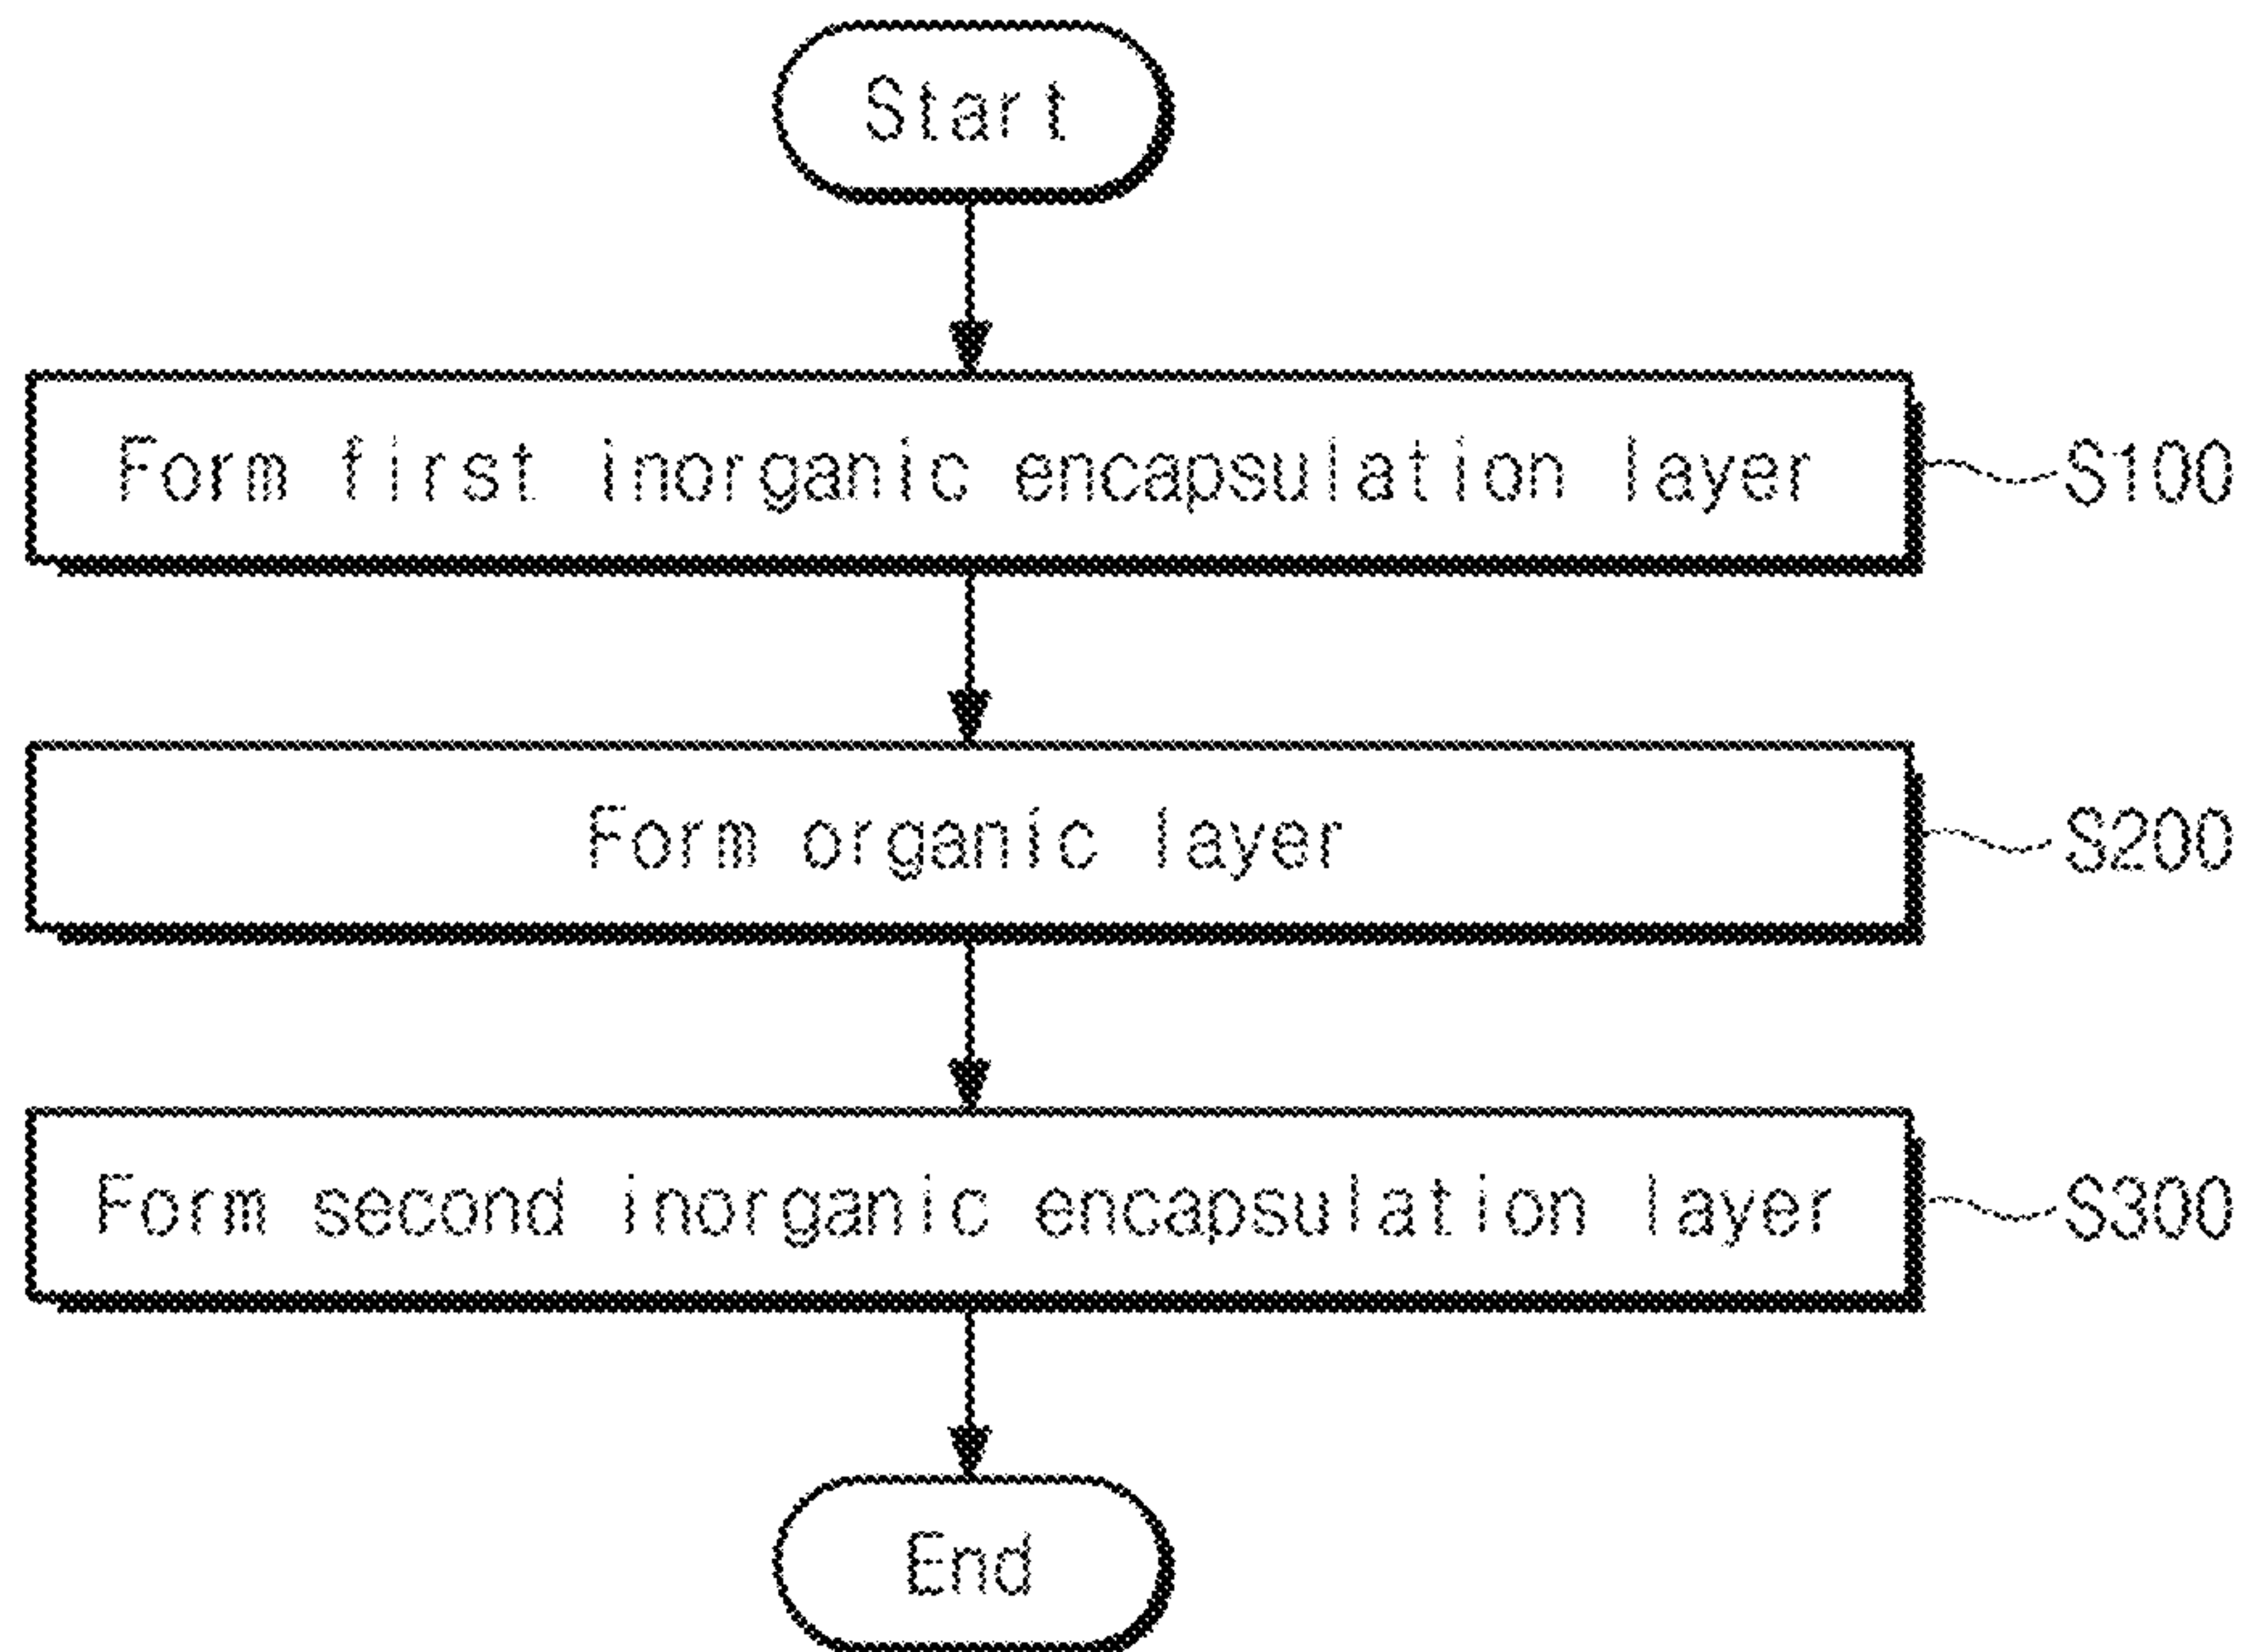 Start
Form first inorganic encapsulation layer S100
Form organic layer S200
Form second inorganic encapsulation layer S300
End